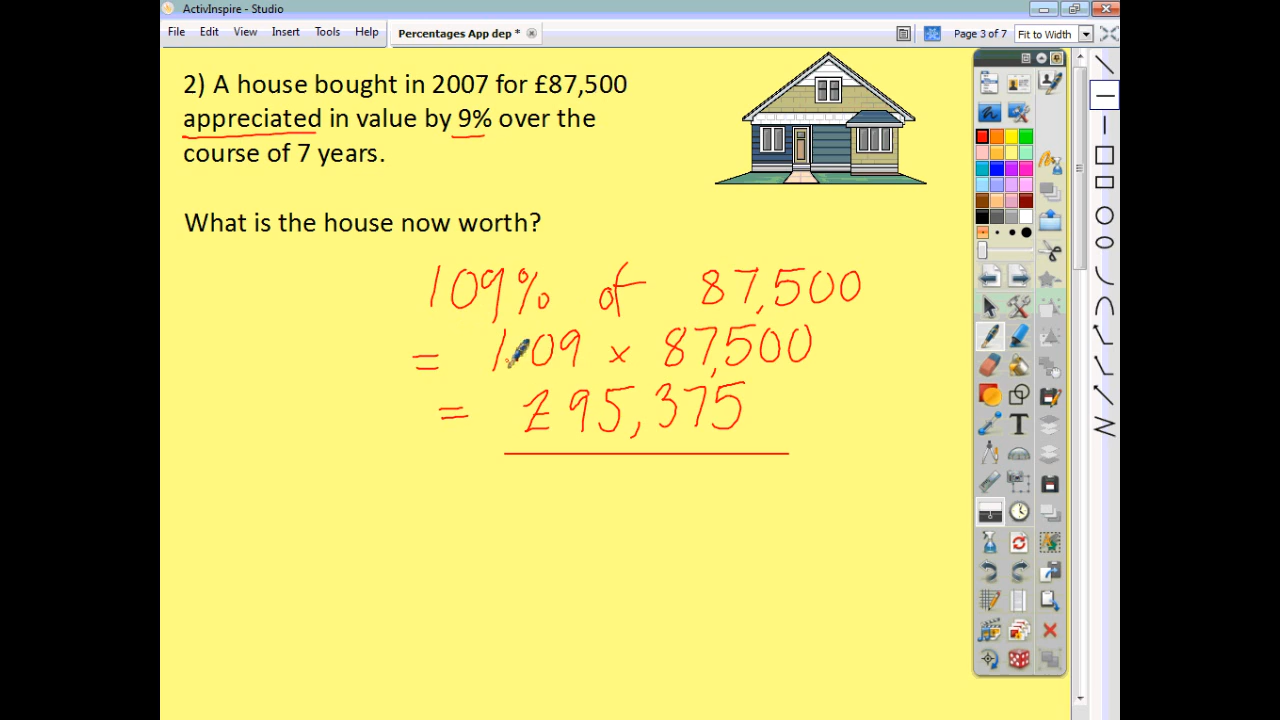 ActivInspire - Studio
File Edit View Insert Tools Help
Percentages App dep *
Page 3 of 7
Fit to Width
2) A house bought in 2007 for £87,500
appreciated in value by 9% over the
course of 7 years.
What is the house now worth?
109% of 87,500
= 1.09 × 87,500
= £95,375